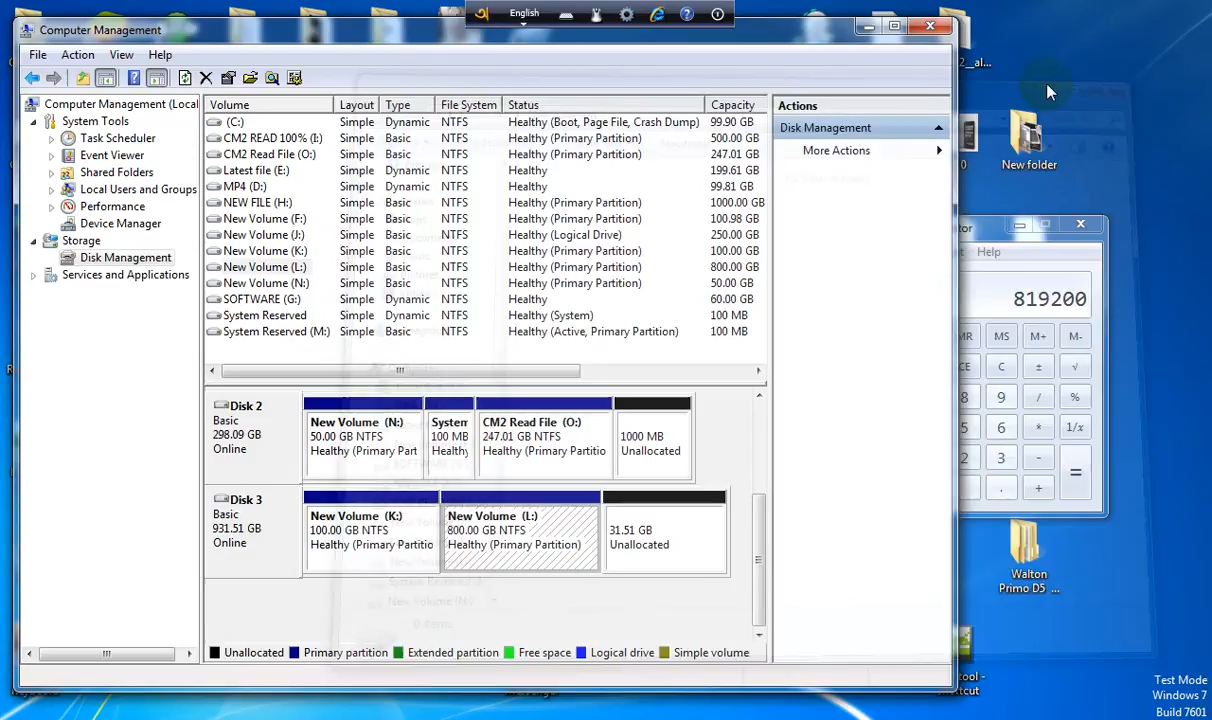 English
Computer Management
File Action View Help
Computer Management (Local
System Tools
Task Scheduler
Event Viewer
Shared Folders
Local Users and Groups
Performance
Device Manager
Storage
Disk Management
Services and Applications
Volume Layout Type File System Status Capacity
(C:) Simple Dynamic NTFS Healthy (Boot, Page File, Crash Dump) 99.90 GB
CM2 READ 100% (I:) Simple Basic NTFS Healthy (Primary Partition) 500.00 GB
CM2 Read File (O:) Simple Basic NTFS Healthy (Primary Partition) 247.01 GB
Latest file (E:) Simple Dynamic NTFS Healthy 199.61 GB
MP4 (D:) Simple Dynamic NTFS Healthy 99.81 GB
NEW FILE (H:) Simple Basic NTFS Healthy (Primary Partition) 1000.00 GB
New Volume (F:) Simple Basic NTFS Healthy (Primary Partition) 100.98 GB
New Volume (J:) Simple Basic NTFS Healthy (Logical Drive) 250.00 GB
New Volume (K:) Simple Basic NTFS Healthy (Primary Partition) 100.00 GB
New Volume (L:) Simple Basic NTFS Healthy (Primary Partition) 800.00 GB
New Volume (N:) Simple Basic NTFS Healthy (Primary Partition) 50.00 GB
SOFTWARE (G:) Simple Dynamic NTFS Healthy 60.00 GB
System Reserved Simple Dynamic NTFS Healthy (System) 100 MB
System Reserved (M:) Simple Basic NTFS Healthy (Active, Primary Partition) 100 MB
Disk 2
Basic
298.09 GB
Online
New Volume (N:)
50.00 GB NTFS
Healthy (Primary Part
System
100 MB
Healthy
CM2 Read File (O:)
247.01 GB NTFS
Healthy (Primary Partitio
1000 MB
Unallocated
Disk 3
Basic
931.51 GB
Online
New Volume (K:)
100.00 GB NTFS
Healthy (Primary Partitio
New Volume (L:)
800.00 GB NTFS
Healthy (Primary Partition)
31.51 GB
Unallocated
Unallocated Primary partition Extended partition Free space Logical drive Simple volume
Actions
Disk Management
More Actions
2__al...
0
New folder
tor
t Help
819200
MR MS M+ M-
CE C ± √
8 9 / %
5 6 * 1/x
2 3 - =
. +
Walton
Primo D5 ...
tool -
shortcut
Test Mode
Windows 7
Build 7601